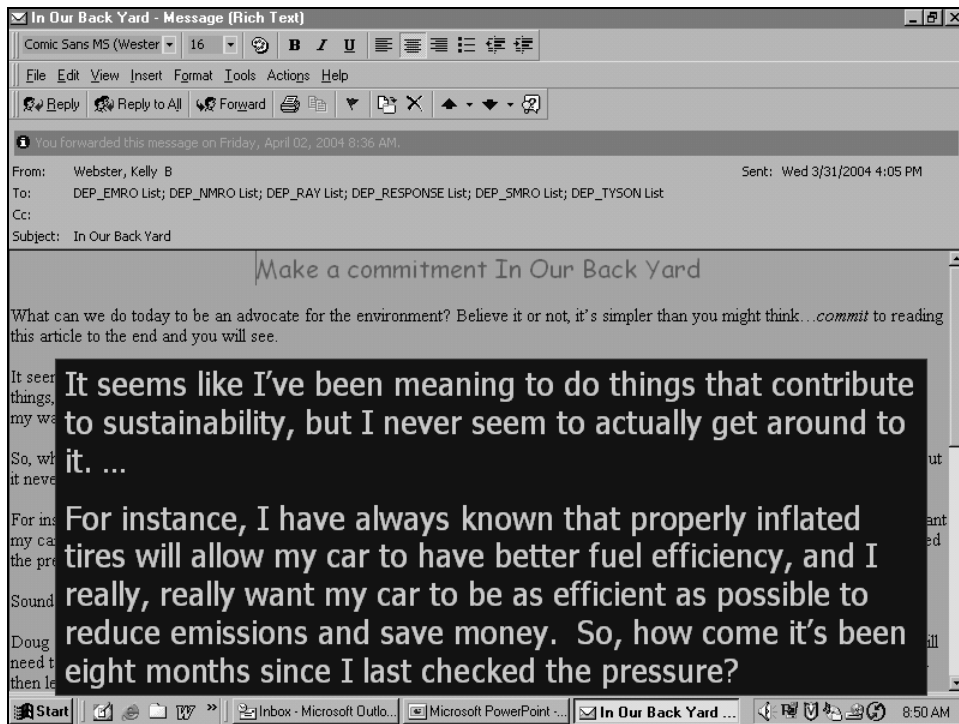 In Our Back Yard - Message (Rich Text)
Comic Sans MS (Wester 16 B I U
File Edit View Insert Format Tools Actions Help
Reply Reply to All Forward
You forwarded this message on Friday, April 02, 2004 8:36 AM.
From: Webster, Kelly B Sent: Wed 3/31/2004 4:05 PM
To: DEP_EMRO List; DEP_NMRO List; DEP_RAY List; DEP_RESPONSE List; DEP_SMRO List; DEP_TYSON List
Cc:
Subject: In Our Back Yard
Make a commitment In Our Back Yard
What can we do today to be an advocate for the environment? Believe it or not, it's simpler than you might think…commit to reading
this article to the end and you will see.
It seems like I've been meaning to do things that contribute
to sustainability, but I never seem to actually get around to
it. ...
For instance, I have always known that properly inflated
tires will allow my car to have better fuel efficiency, and I
really, really want my car to be as efficient as possible to
reduce emissions and save money. So, how come it's been
eight months since I last checked the pressure?
things,
So,
it
my
the
Sound
Doug
need
then
Start W » Inbox - Microsoft Outlo... Microsoft PowerPoint -... In Our Back Yard ... 8:50 AM